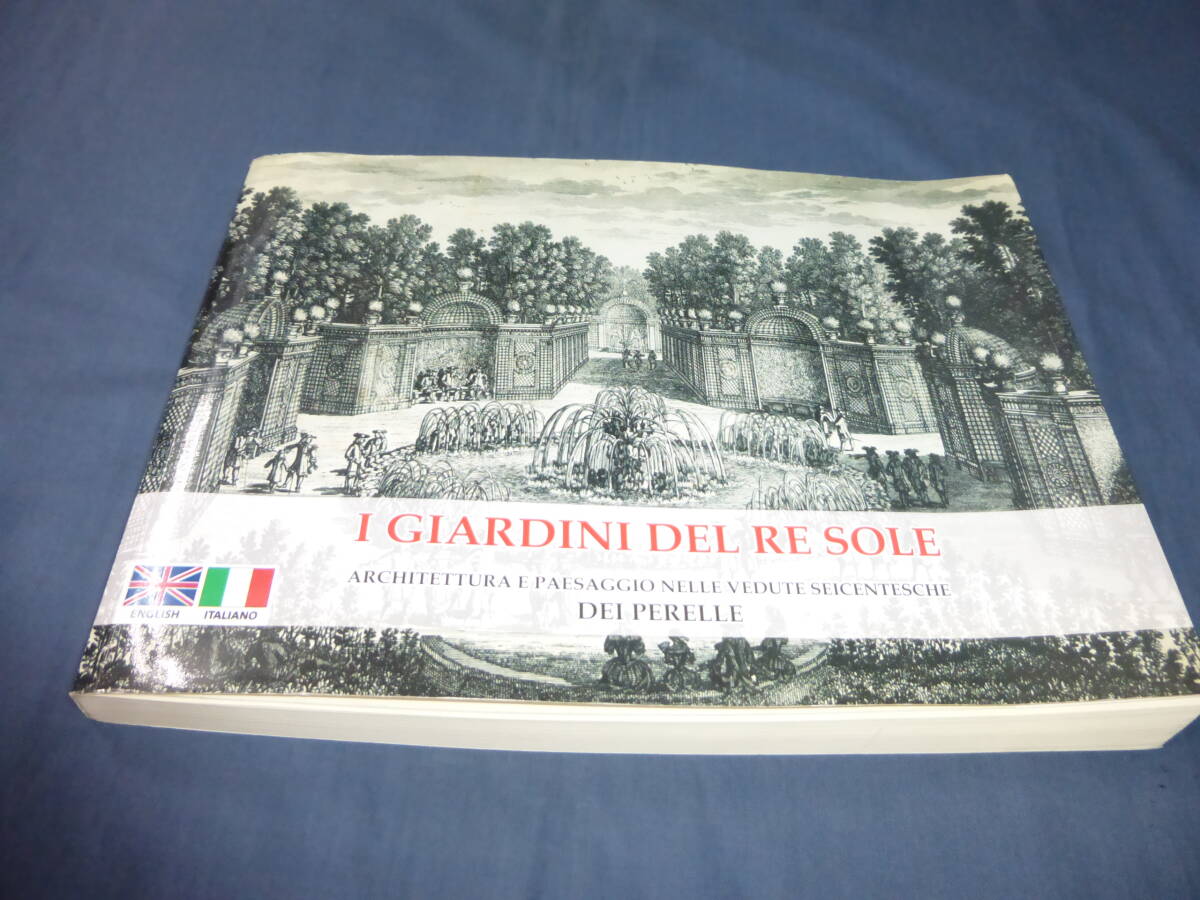 I GIARDINI DEL RE SOLE
ARCHITETTURA E PAESAGGIO NELLE VEDUTE SEICENTESCHE
DEI PERELLE
ENGLISH ITALIANO